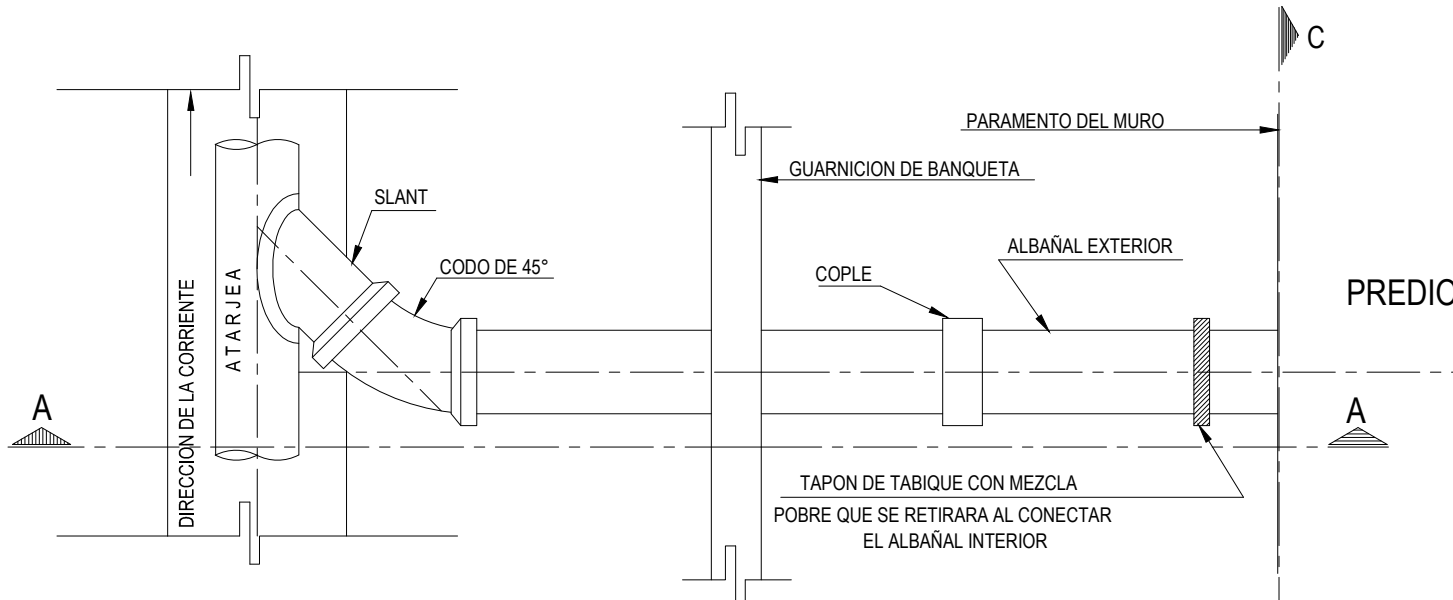 C
PARAMENTO DEL MURO
GUARNICION DE BANQUETA
SLANT
ALBAÑAL EXTERIOR
CODO DE 45°
COPLE
PREDIO
DIRECCION DE LA CORRIENTE
ATARJEA
A
A
TAPON DE TABIQUE CON MEZCLA
POBRE QUE SE RETIRARA AL CONECTAR
EL ALBAÑAL INTERIOR